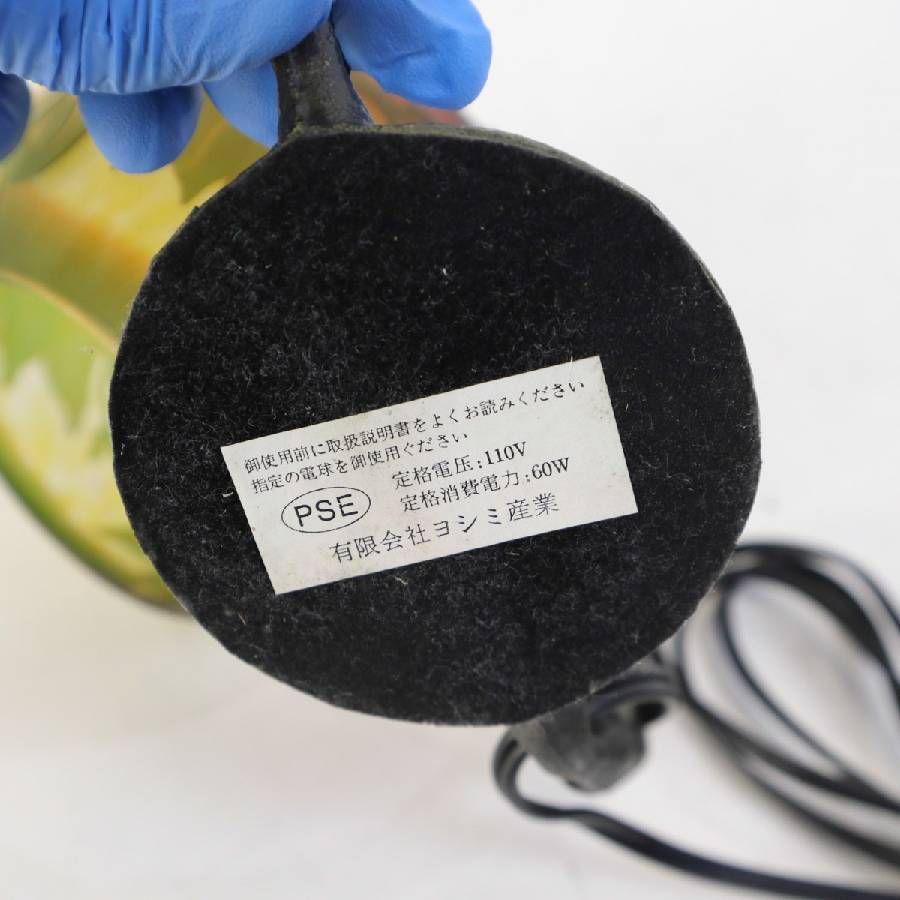 御使用前に取扱説明書をよくお読みください
指定の電球を御使用ください
定格電压:110V
PSE
定格消費電力:60W
有限会社ヨシミ産業